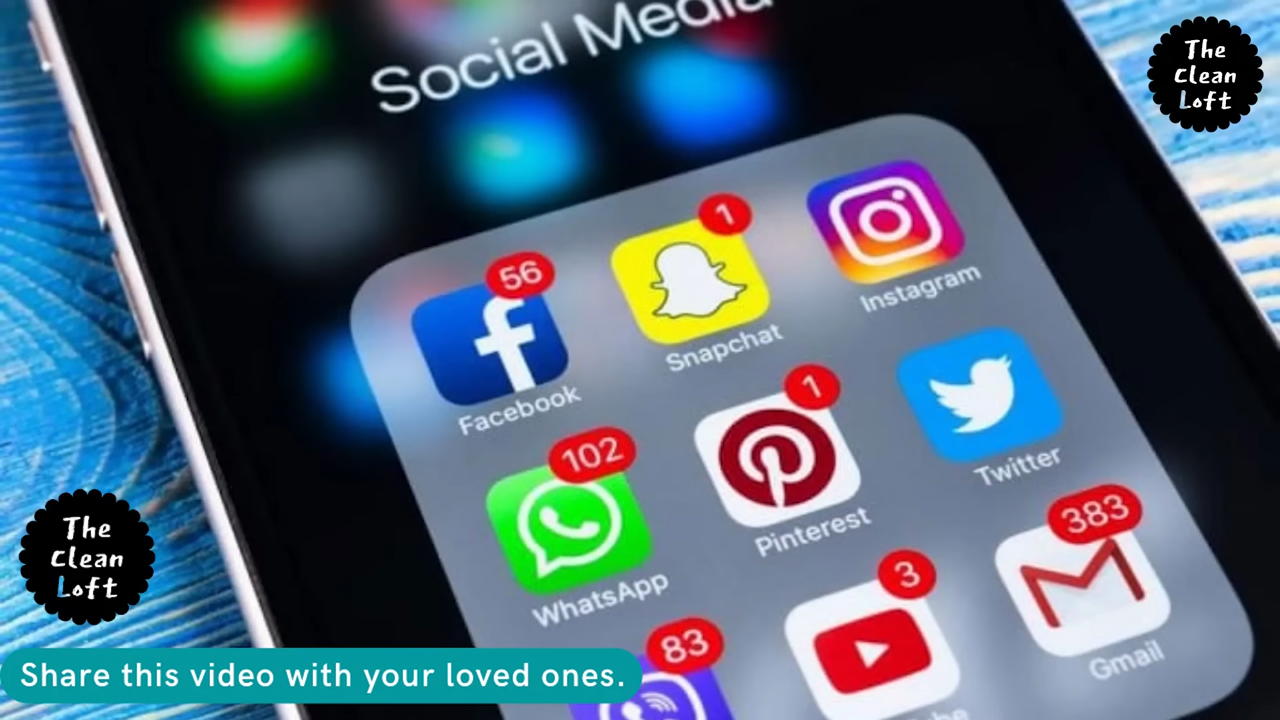 Social Media
The
Clean
Loft
56
Facebook
1
Snapchat
Instagram
102
WhatsApp
1
Pinterest
Twitter
83
3
383
Gmail
The
Clean
Loft
Share this video with your loved ones.